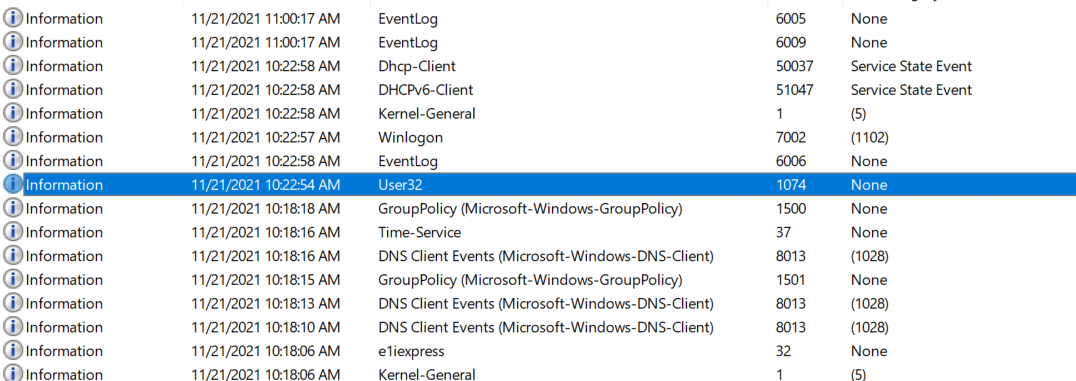 Information 11/21/2021 11:00:17 AM EventLog 6005 None
Information 11/21/2021 11:00:17 AM EventLog 6009 None
Information 11/21/2021 10:22:58 AM Dhcp-Client 50037 Service State Event
Information 11/21/2021 10:22:58 AM DHCPv6-Client 51047 Service State Event
Information 11/21/2021 10:22:58 AM Kernel-General 1 (5)
Information 11/21/2021 10:22:57 AM Winlogon 7002 (1102)
Information 11/21/2021 10:22:58 AM EventLog 6006 None
Information 11/21/2021 10:22:54 AM User32 1074 None
Information 11/21/2021 10:18:18 AM GroupPolicy (Microsoft-Windows-GroupPolicy) 1500 None
Information 11/21/2021 10:18:16 AM Time-Service 37 None
Information 11/21/2021 10:18:16 AM DNS Client Events (Microsoft-Windows-DNS-Client) 8013 (1028)
Information 11/21/2021 10:18:15 AM GroupPolicy (Microsoft-Windows-GroupPolicy) 1501 None
Information 11/21/2021 10:18:13 AM DNS Client Events (Microsoft-Windows-DNS-Client) 8013 (1028)
Information 11/21/2021 10:18:10 AM DNS Client Events (Microsoft-Windows-DNS-Client) 8013 (1028)
Information 11/21/2021 10:18:06 AM e1iexpress 32 None
Information 11/21/2021 10:18:06 AM Kernel-General 1 (5)